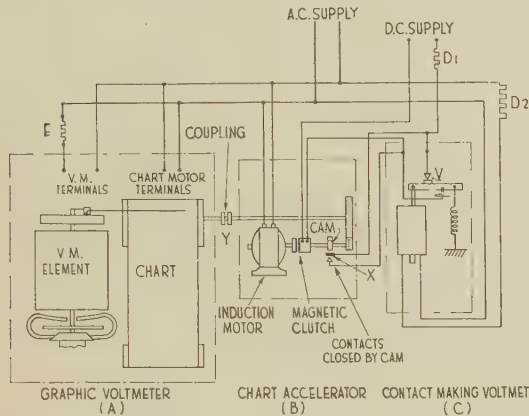 A.C. SUPPLY
D.C. SUPPLY
D1
D2
E
COUPLING
V.M.
TERMINALS
CHART MOTOR
TERMINALS
V
Y
CAM
V.M.
ELEMENT
CHART
X
INDUCTION
MOTOR
MAGNETIC
CLUTCH
CONTACTS
CLOSED BY CAM
GRAPHIC VOLTMETER
(A)
CHART ACCELERATOR
(B)
CONTACT MAKING VOLTMET
(C)